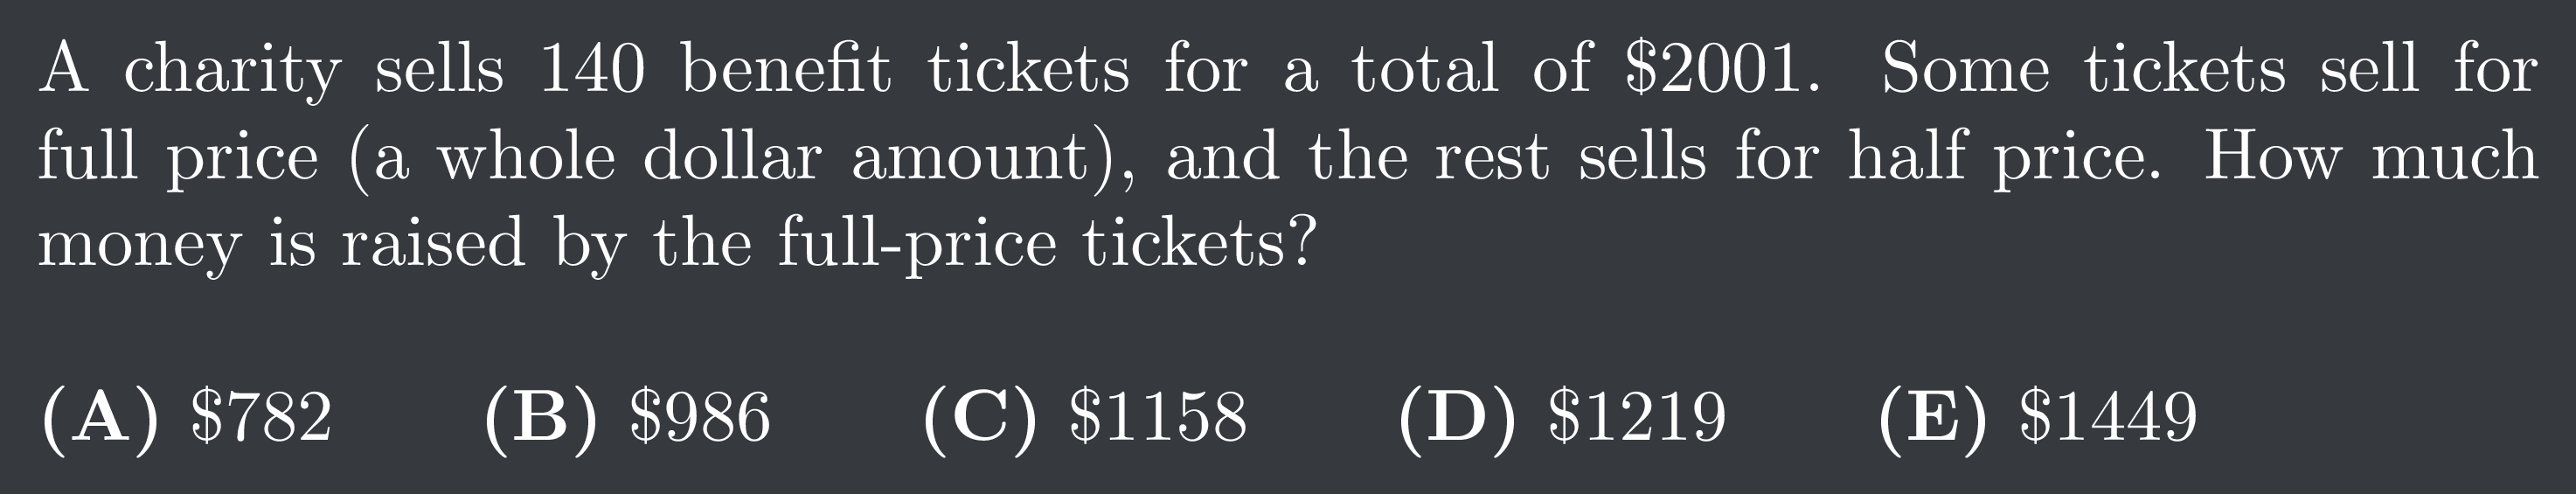 A charity sells 140 benefit tickets for a total of $2001. Some tickets sell for
full price (a whole dollar amount), and the rest sells for half price. How much
money is raised by the full-price tickets?
(A) $782 (B) $986 (C) $1158 (D) $1219 (E) $1449